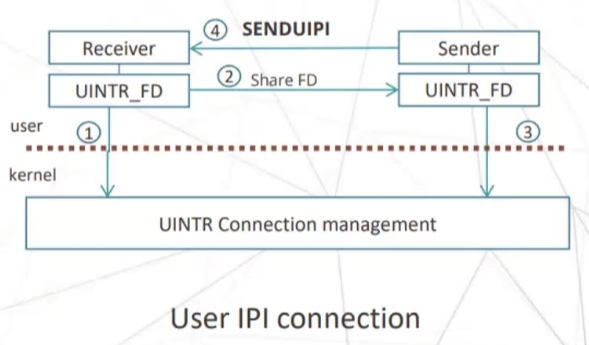 ④ SENDUIPI
Receiver
Sender
② Share FD
UINTR_FD
UINTR_FD
user
①
③
kernel
UINTR Connection management
User IPI connection